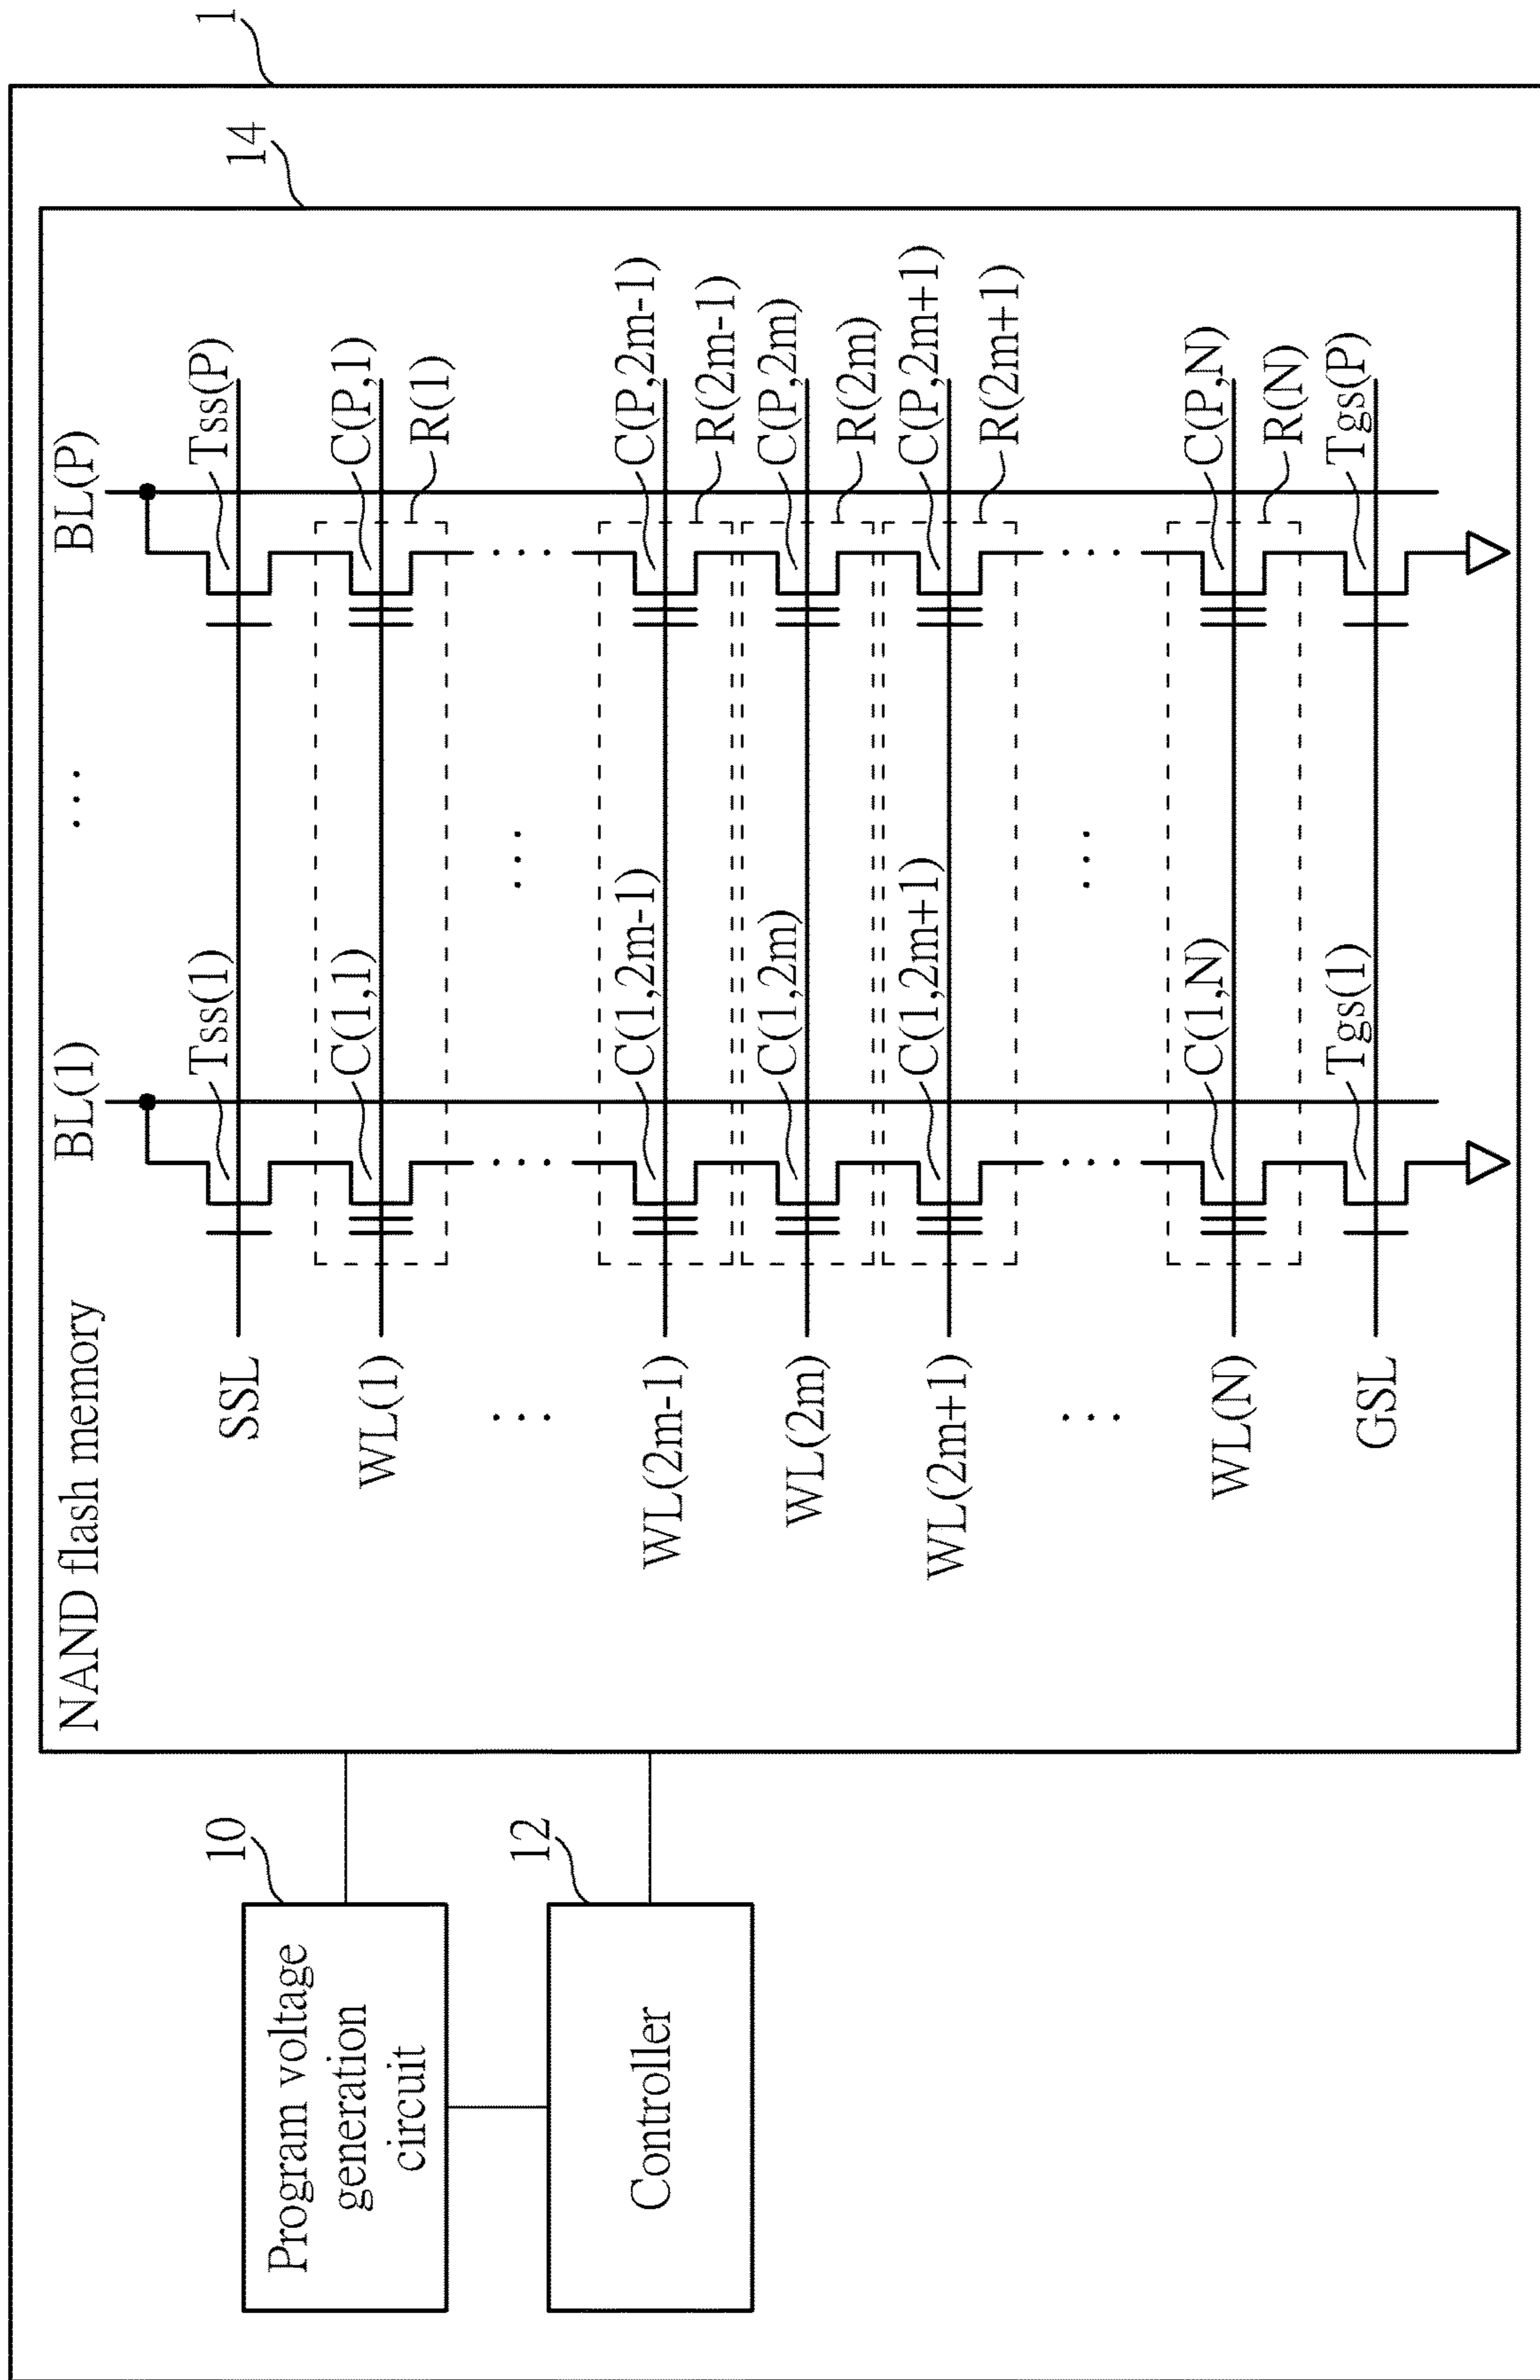 1
14
NAND flash memory
BL(1)
...
BL(P)
SSL
Tss(1)
Tss(P)
WL(1)
C(1,1)
C(P,1)
R(1)
...
...
...
...
WL(2m-1)
C(1,2m-1)
C(P,2m-1)
R(2m-1)
WL(2m)
C(1,2m)
C(P,2m)
R(2m)
WL(2m+1)
C(1,2m+1)
C(P,2m+1)
R(2m+1)
...
...
...
...
WL(N)
C(1,N)
C(P,N)
R(N)
GSL
Tgs(1)
Tgs(P)
10
Program voltage
generation
circuit
12
Controller